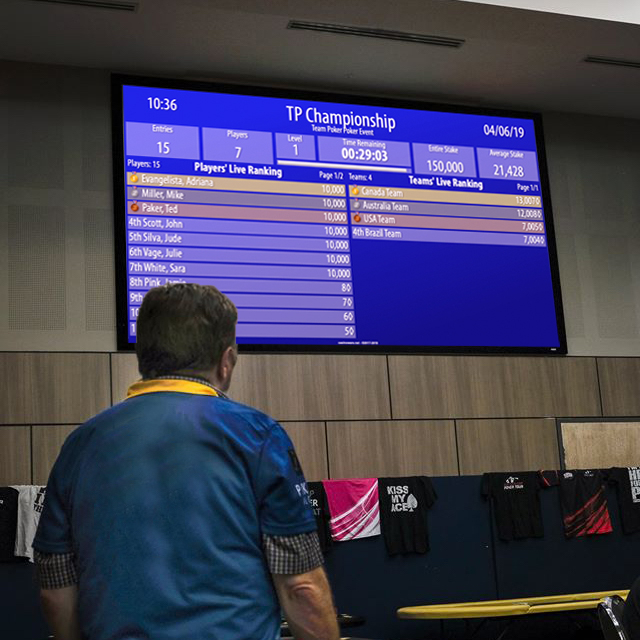 10:36
TP Championship
Team Poker Poker Event
04/06/19
Entries
15
Players
7
Level
1
Time Remaining
00:29:03
Entire Stake
150,000
Average Stake
21,428
Players: 15
Players' Live Ranking
Page 1/2
Teams: 4
Teams' Live Ranking
Page 1/1
Evangelista, Adriana 10,000
Miller, Mike 10,000
Paker, Ted 10,000
4th Scott, John 10,000
5th Silva, Jude 10,000
6th Vage, Julie 10,000
7th White, Sara 10,000
8th Pink, 80
9th 70
60
50
Canada Team 13,0070
Australia Team 12,0080
USA Team 7,0050
4th Brazil Team 7,0040
KISS
MY
ACE